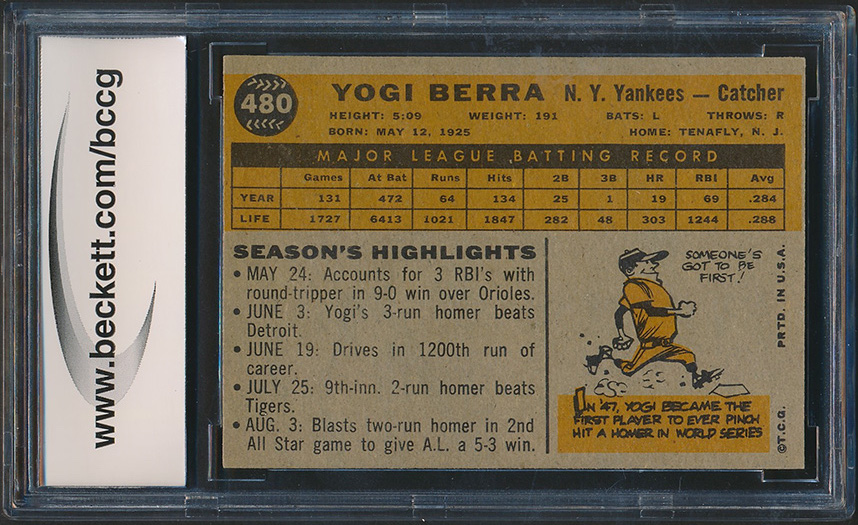 www.beckett.com/bccg
480
YOGI BERRA N. Y. Yankees — Catcher
HEIGHT: 5:09 WEIGHT: 191 BATS: L THROWS: R
BORN: MAY 12, 1925 HOME: TENAFLY, N. J.
MAJOR LEAGUE BATTING RECORD
Games At Bat Runs Hits 2B 3B HR RBI Avg
YEAR 131 472 64 134 25 1 19 69 .284
LIFE 1727 6413 1021 1847 282 48 303 1244 .288
SEASON'S HIGHLIGHTS
• MAY 24: Accounts for 3 RBI's with
round-tripper in 9-0 win over Orioles.
• JUNE 3: Yogi's 3-run homer beats
Detroit.
• JUNE 19: Drives in 1200th run of
career.
• JULY 25: 9th-inn. 2-run homer beats
Tigers.
• AUG. 3: Blasts two-run homer in 2nd
All Star game to give A.L. a 5-3 win.
SOMEONE'S
GOT TO BE
FIRST!
IN '47, YOGI BECAME THE
FIRST PLAYER TO EVER PINCH
HIT A HOMER IN WORLD SERIES
©T.C.G. PRTD. IN U.S.A.